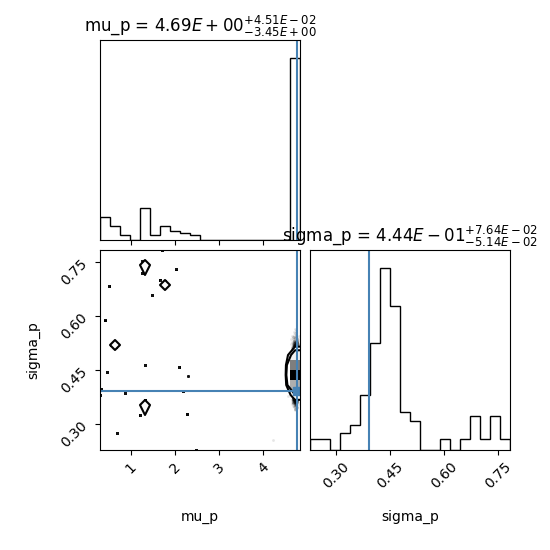 mu_p = 4.69E + 00^{+4.51E−02}_{−3.45E+00}
sigma_p = 4.44E − 01^{+7.64E−02}_{−5.14E−02}
0.75
0.60
0.45
0.30
sigma_p
1 2 3 4
mu_p
0.30 0.45 0.60 0.75
sigma_p